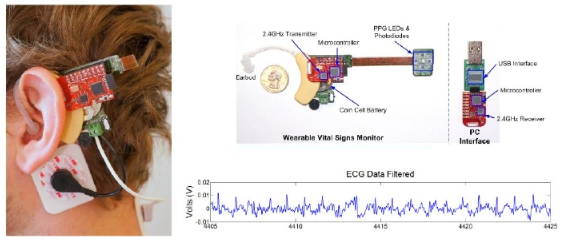 2.4GHz Transmitter
PPG LEDs &
Photodiodes
Microcontroller
Earbud
USB Interface
Coin Cell Battery
Microcontroller
2.4GHz Receiver
PC
Interface
Wearable Vital Signs Monitor
ECG Data Filtered
Volts (V)
0.02
0.01
0
-0.01
4405
4410
4415
4420
4425